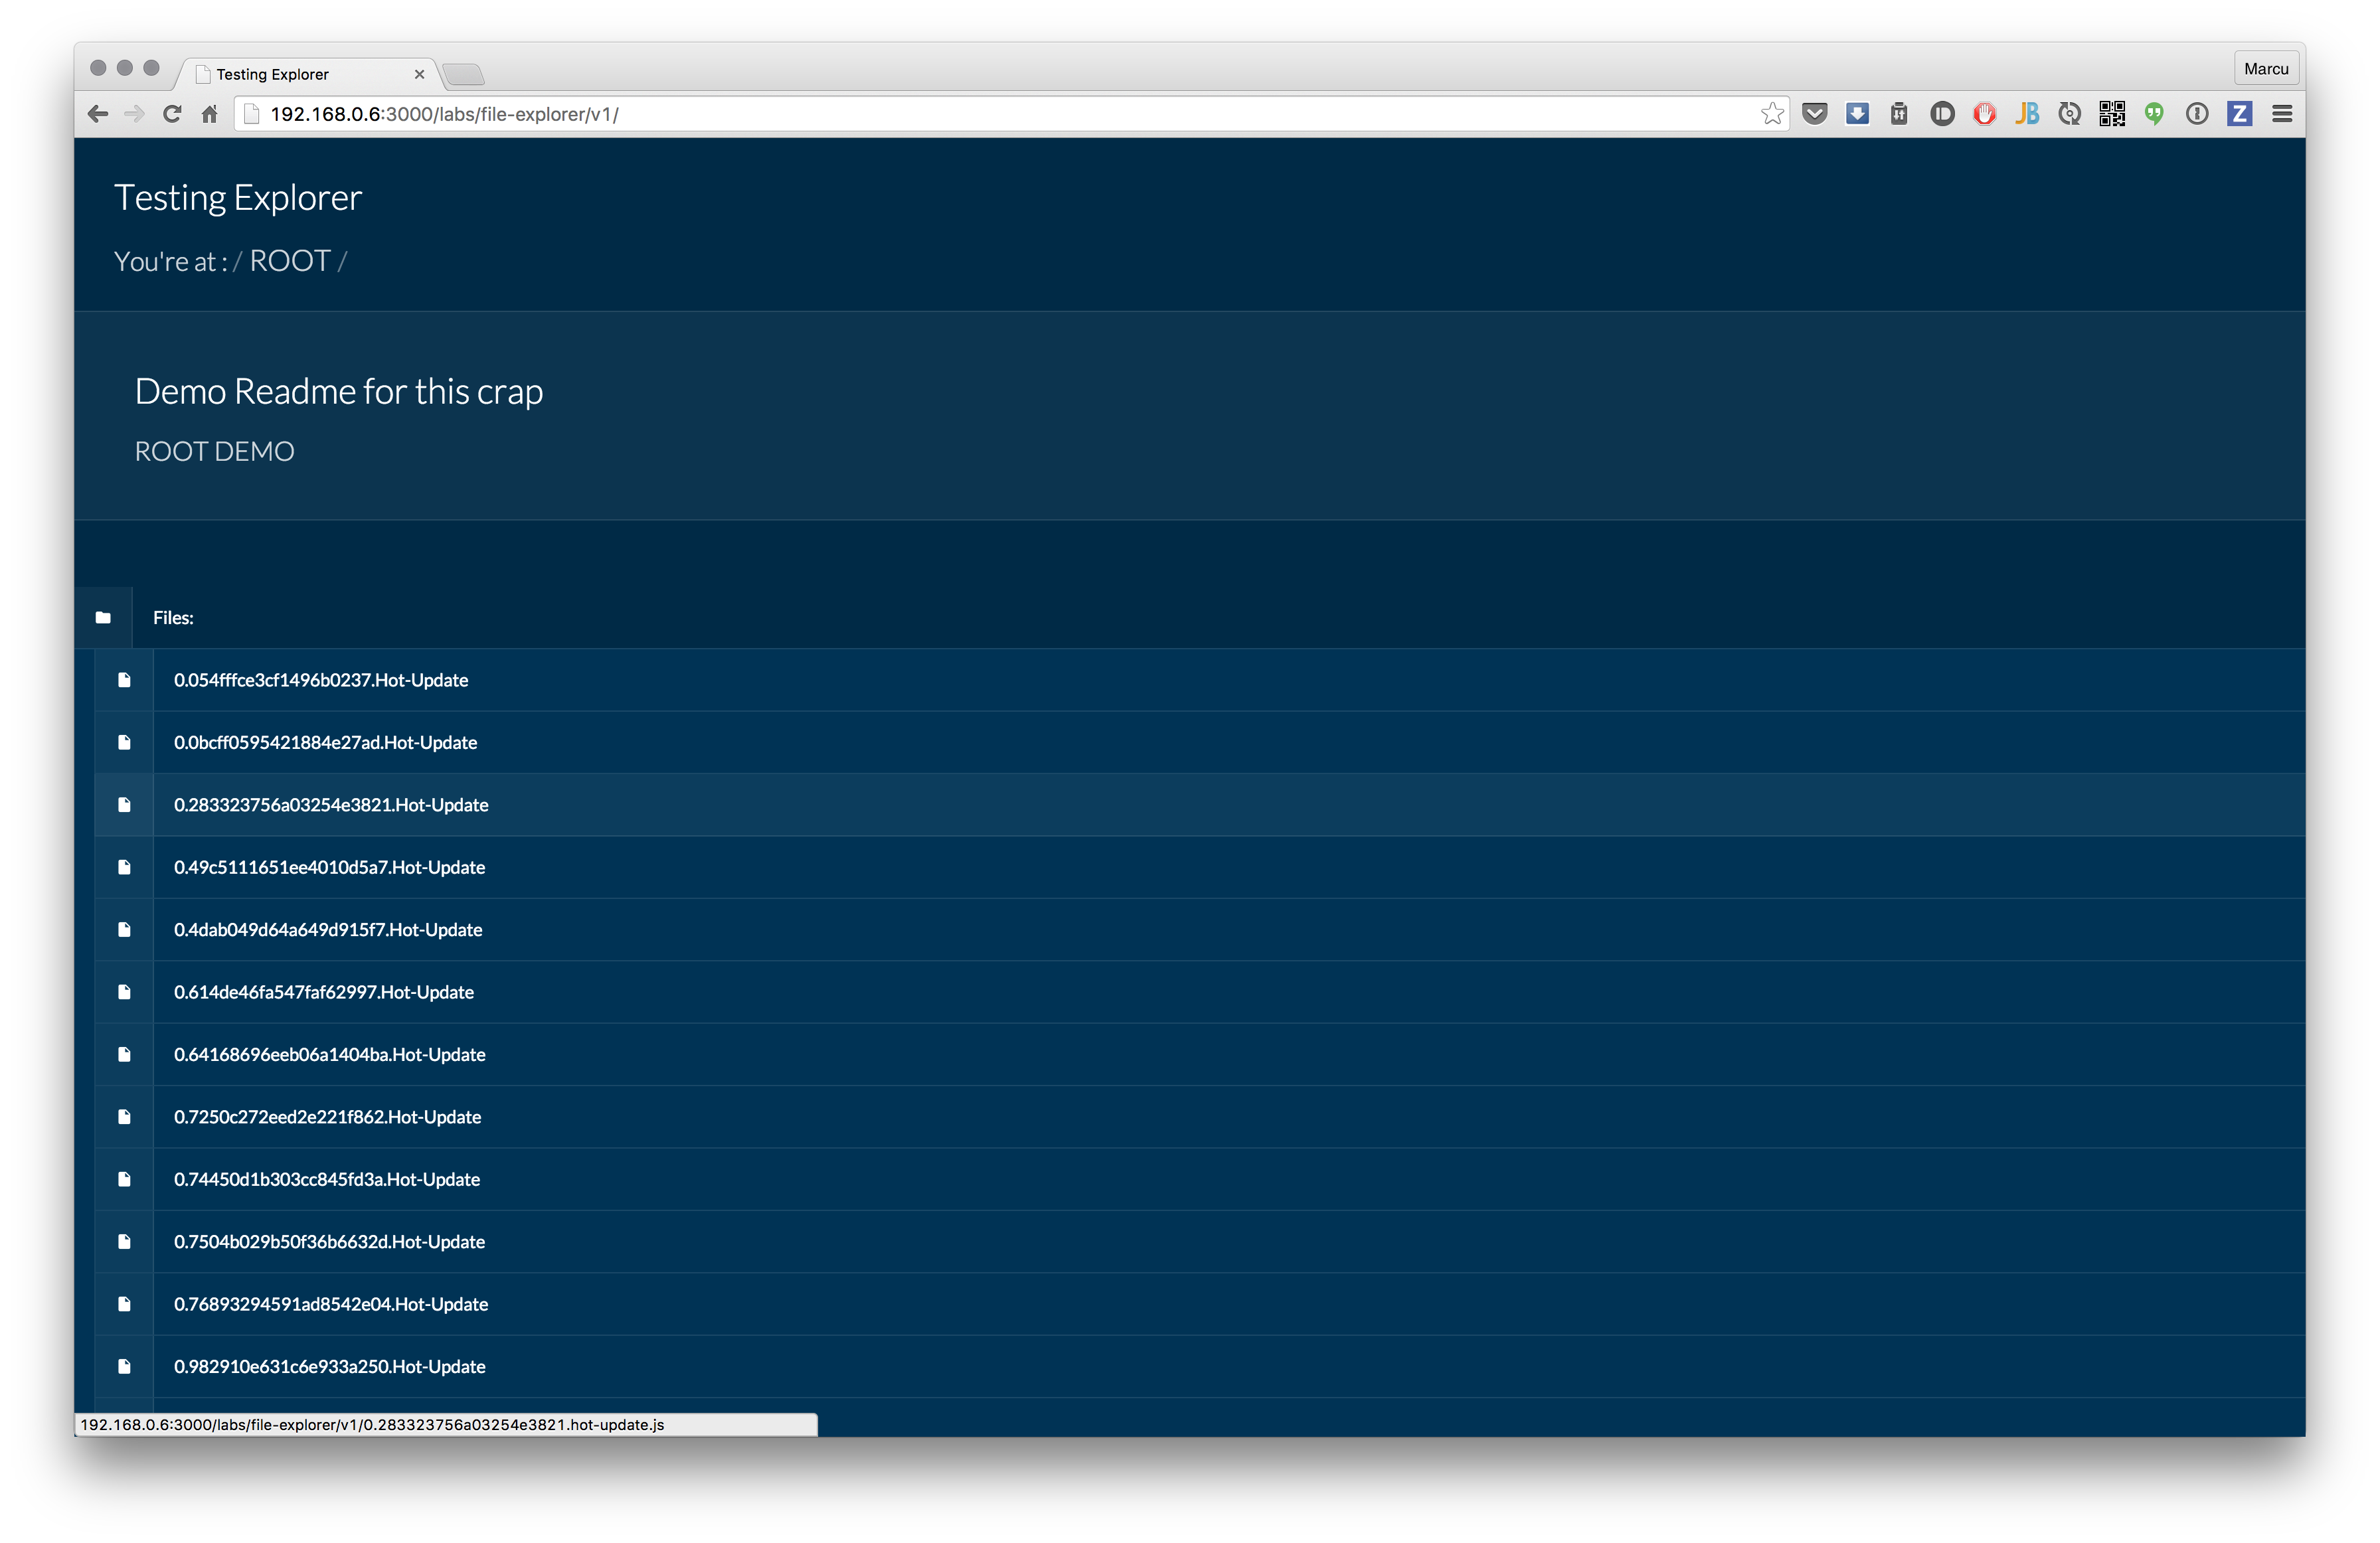 Testing Explorer
Marcu
192.168.0.6:3000/labs/file-explorer/v1/
JB
Z
Testing Explorer
You're at : / ROOT /
Demo Readme for this crap
ROOT DEMO
Files:
0.054fffce3cf1496b0237.Hot-Update
0.0bcff0595421884e27ad.Hot-Update
0.283323756a03254e3821.Hot-Update
0.49c5111651ee4010d5a7.Hot-Update
0.4dab049d64a649d915f7.Hot-Update
0.614de46fa547faf62997.Hot-Update
0.64168696eeb06a1404ba.Hot-Update
0.7250c272eed2e221f862.Hot-Update
0.74450d1b303cc845fd3a.Hot-Update
0.7504b029b50f36b6632d.Hot-Update
0.76893294591ad8542e04.Hot-Update
0.982910e631c6e933a250.Hot-Update
192.168.0.6:3000/labs/file-explorer/v1/0.283323756a03254e3821.hot-update.js